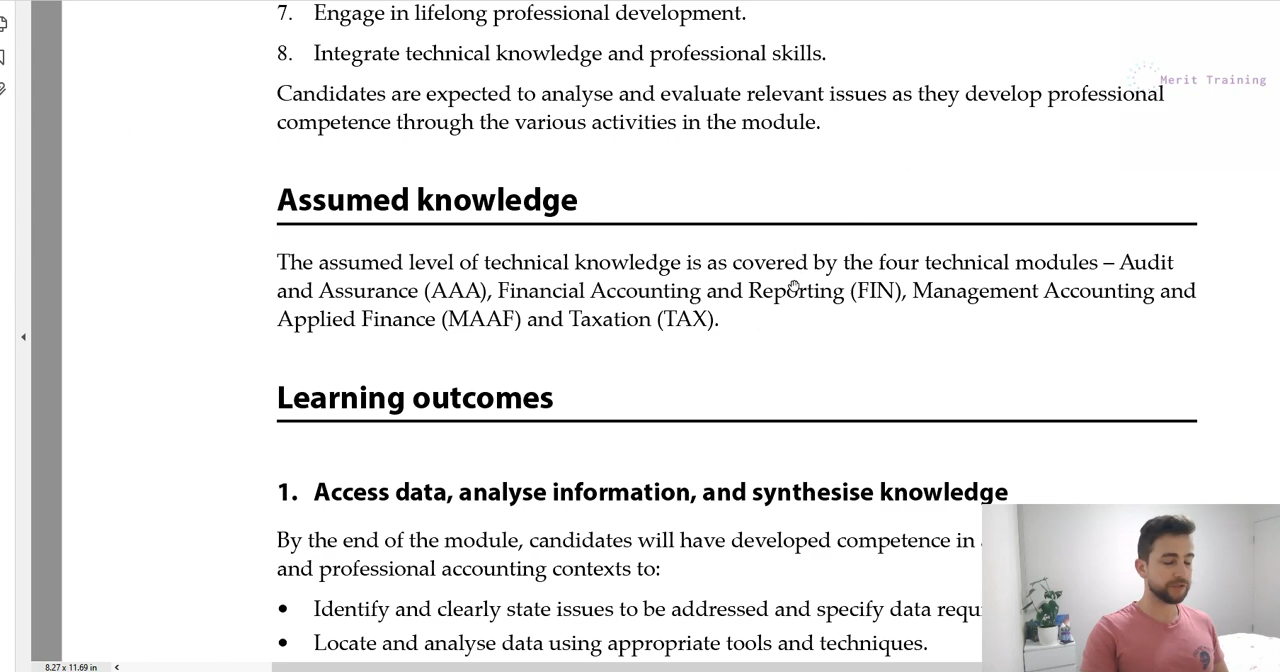 7. Engage in lifelong professional development.
8. Integrate technical knowledge and professional skills.
Merit Training
Candidates are expected to analyse and evaluate relevant issues as they develop professional
competence through the various activities in the module.
Assumed knowledge
The assumed level of technical knowledge is as covered by the four technical modules – Audit
and Assurance (AAA), Financial Accounting and Reporting (FIN), Management Accounting and
Applied Finance (MAAF) and Taxation (TAX).
Learning outcomes
1. Access data, analyse information, and synthesise knowledge
By the end of the module, candidates will have developed competence in
and professional accounting contexts to:
• Identify and clearly state issues to be addressed and specify data requ
• Locate and analyse data using appropriate tools and techniques.
8.27 x 11.69 in <